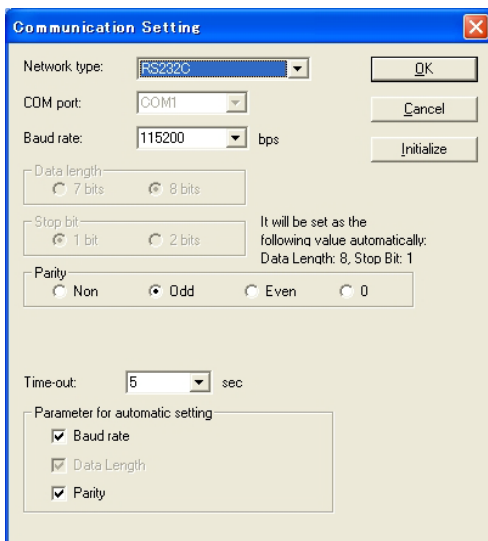 Communication Setting
Network type: RS232C
OK
COM port: COM1
Cancel
Baud rate: 115200 bps
Initialize
Data length
7 bits 8 bits
Stop bit
1 bit 2 bits
It will be set as the
following value automatically:
Data Length: 8, Stop Bit: 1
Parity
Non Odd Even 0
Time-out: 5 sec
Parameter for automatic setting
Baud rate
Data Length
Parity